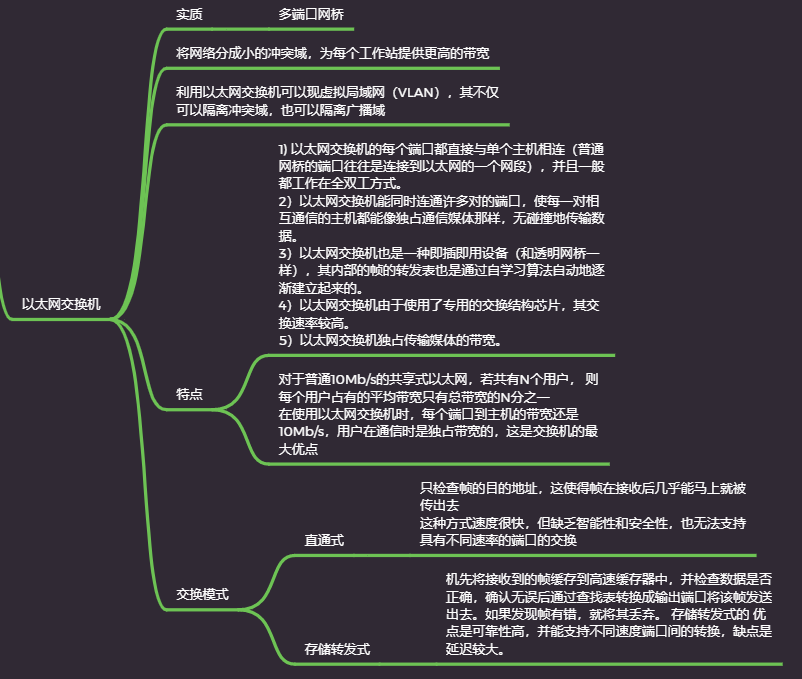 实质
多端口网桥
将网络分成小的冲突域，为每个工作站提供更高的带宽
利用以太网交换机可以现虚拟局域网（VLAN），其不仅
可以隔离冲突域，也可以隔离广播域
1) 以太网交换机的每个端口都直接与单个主机相连（普通
网桥的端口往往是连接到以太网的一个网段），并且一般
都工作在全双工方式。
2）以太网交换机能同时连通许多对的端口，使每一对相
互通信的主机都能像独占通信媒体那样，无碰撞地传输数
据。
3）以太网交换机也是一种即插即用设备（和透明网桥一
样），其内部的帧的转发表也是通过自学习算法自动地逐
渐建立起来的。
4）以太网交换机由于使用了专用的交换结构芯片，其交
换速率较高。
5）以太网交换机独占传输媒体的带宽。
以太网交换机
特点
对于普通10Mb/s的共享式以太网，若共有N个用户， 则
每个用户占有的平均带宽只有总带宽的N分之一
在使用以太网交换机时，每个端口到主机的带宽还是
10Mb/s，用户在通信时是独占带宽的，这是交换机的最
大优点
交换模式
直通式
只检查帧的目的地址，这使得帧在接收后几乎能马上就被
传出去
这种方式速度很快，但缺乏智能性和安全性，也无法支持
具有不同速率的端口的交换
存储转发式
机先将接收到的帧缓存到高速缓存器中，并检查数据是否
正确，确认无误后通过查找表转换成输出端口将该帧发送
出去。如果发现帧有错，就将其丢弃。 存储转发式的 优
点是可靠性高，并能支持不同速度端口间的转换，缺点是
延迟较大。